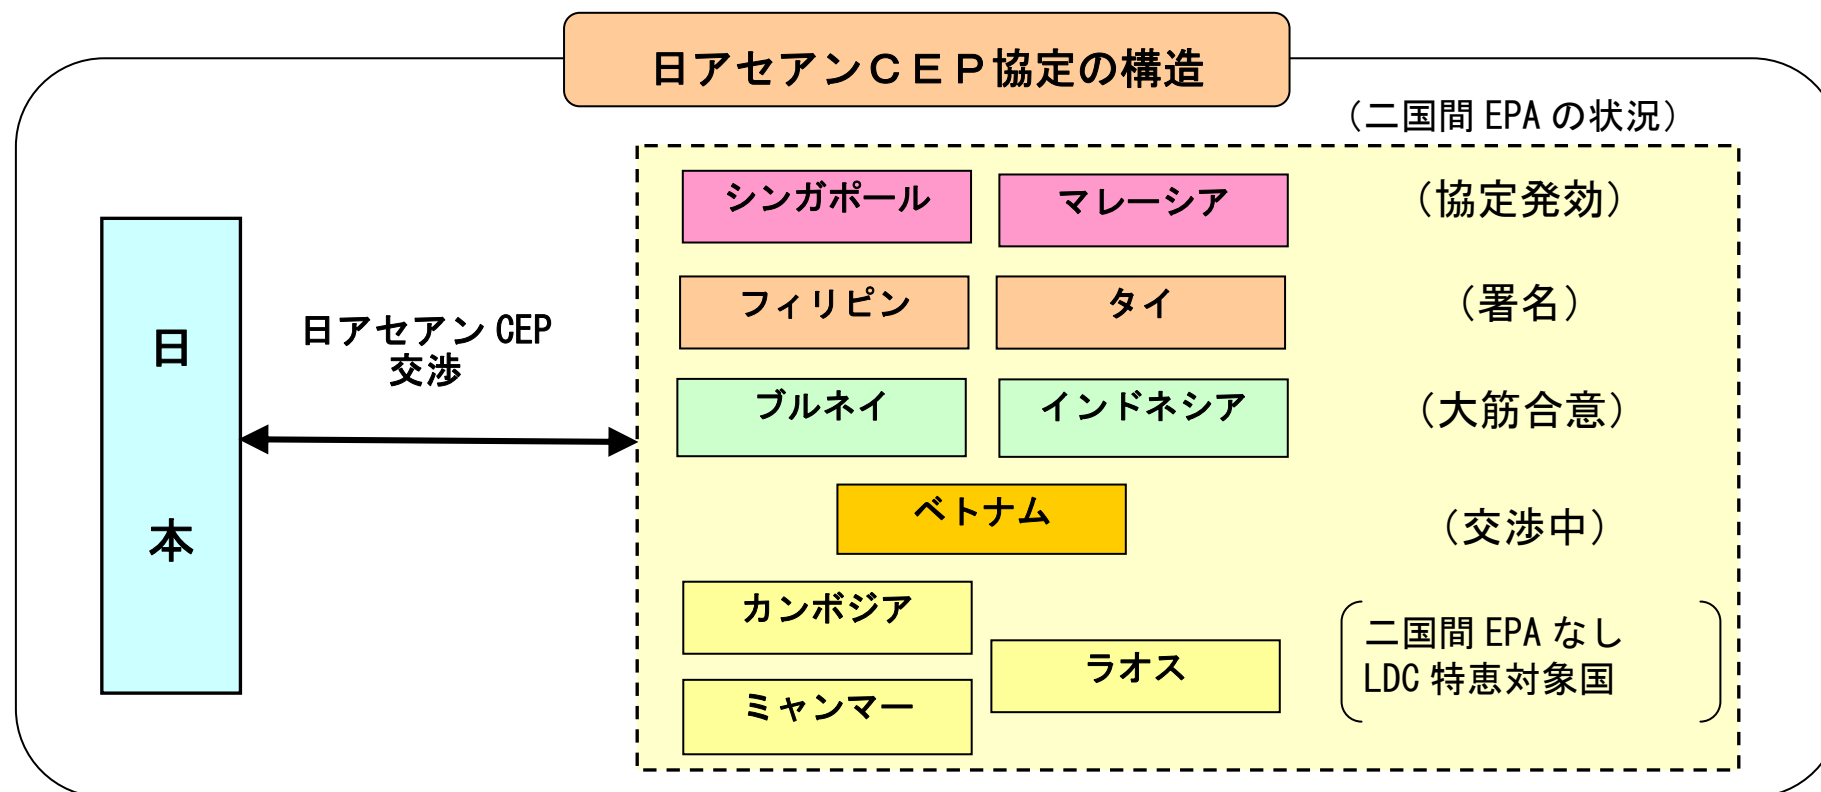 日アセアンＣＥＰ協定の構造
（二国間 EPA の状況）
シンガポール
マレーシア
（協定発効）
フィリピン
タイ
（署名）
日本
日アセアン CEP
交渉
ブルネイ
インドネシア
（大筋合意）
ベトナム
（交渉中）
カンボジア
ラオス
ミャンマー
二国間 EPA なし
LDC 特恵対象国